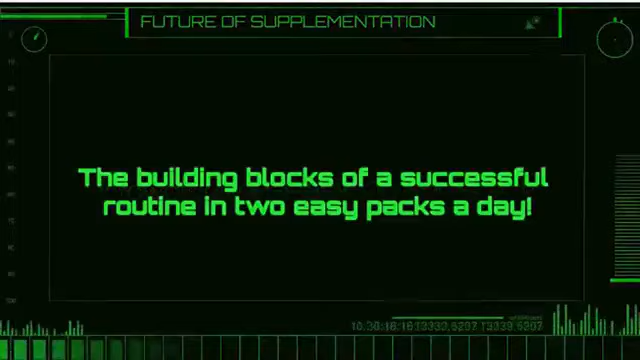 FUTURE OF SUPPLEMENTATION
The building blocks of a successful
routine in two easy packs a day!